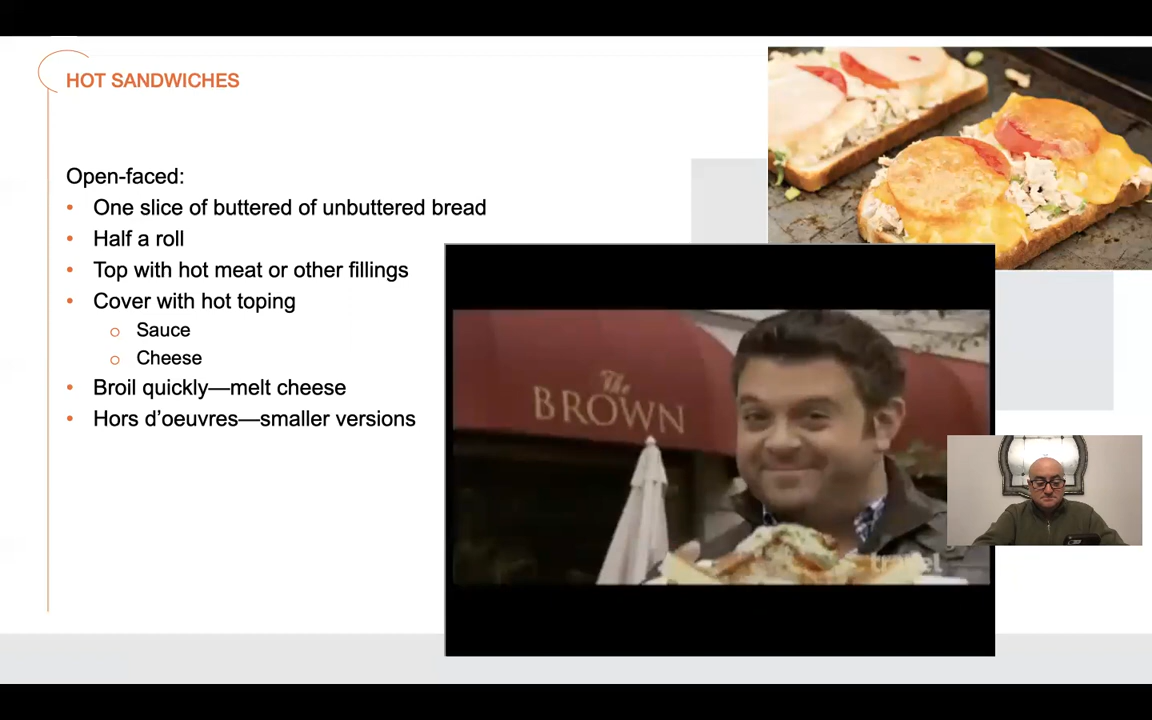 HOT SANDWICHES
Open-faced:
• One slice of buttered of unbuttered bread
• Half a roll
• Top with hot meat or other fillings
• Cover with hot toping
o Sauce
o Cheese
• Broil quickly—melt cheese
• Hors d’oeuvres—smaller versions
The
BROWN
travel